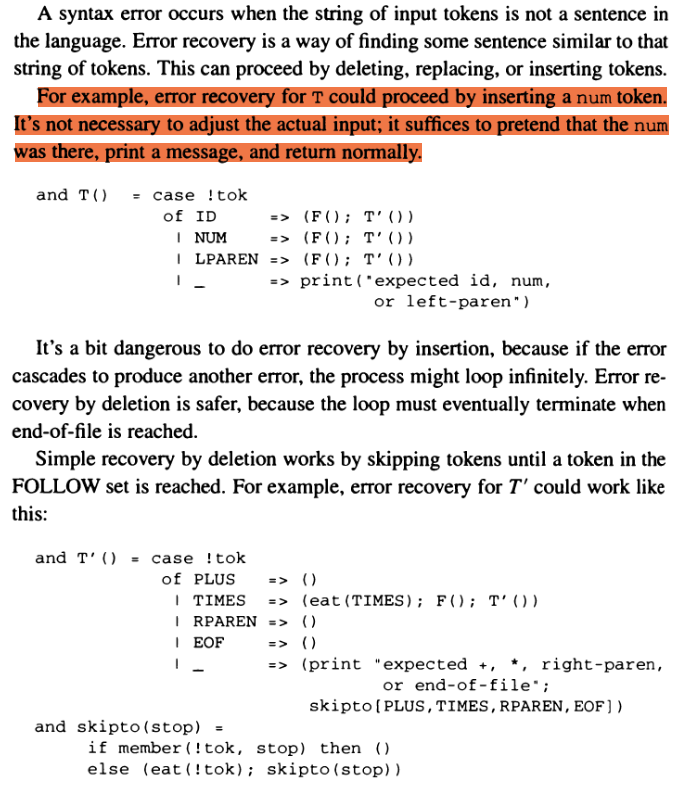 A syntax error occurs when the string of input tokens is not a sentence in
the language. Error recovery is a way of finding some sentence similar to that
string of tokens. This can proceed by deleting, replacing, or inserting tokens.
For example, error recovery for T could proceed by inserting a num token.
It's not necessary to adjust the actual input; it suffices to pretend that the num
was there, print a message, and return normally.
and T() = case !tok
of ID => (F(); T'())
| NUM => (F(); T'())
| LPAREN => (F(); T'())
| _ => print("expected id, num,
or left-paren")
It's a bit dangerous to do error recovery by insertion, because if the error
cascades to produce another error, the process might loop infinitely. Error re-
covery by deletion is safer, because the loop must eventually terminate when
end-of-file is reached.
Simple recovery by deletion works by skipping tokens until a token in the
FOLLOW set is reached. For example, error recovery for T' could work like
this:
and T'() = case !tok
of PLUS => ()
| TIMES => (eat(TIMES); F(); T'())
| RPAREN => ()
| EOF => ()
| _ => (print "expected +, *, right-paren,
or end-of-file";
skipto[PLUS,TIMES,RPAREN,EOF])
and skipto(stop) =
if member(!tok, stop) then ()
else (eat(!tok); skipto(stop))